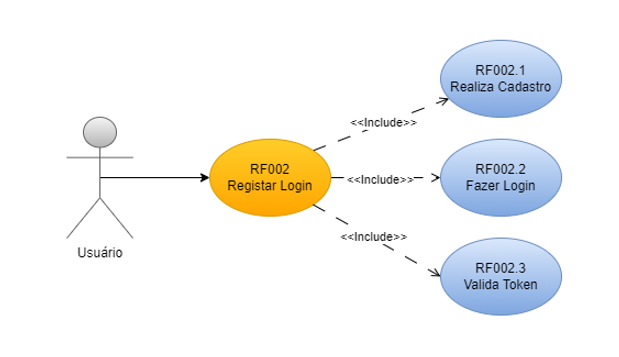 RF002.1
Realiza Cadastro
<<Include>>
RF002
Registar Login
<<Include>>
RF002.2
Fazer Login
<<Include>>
Usuário
RF002.3
Valida Token